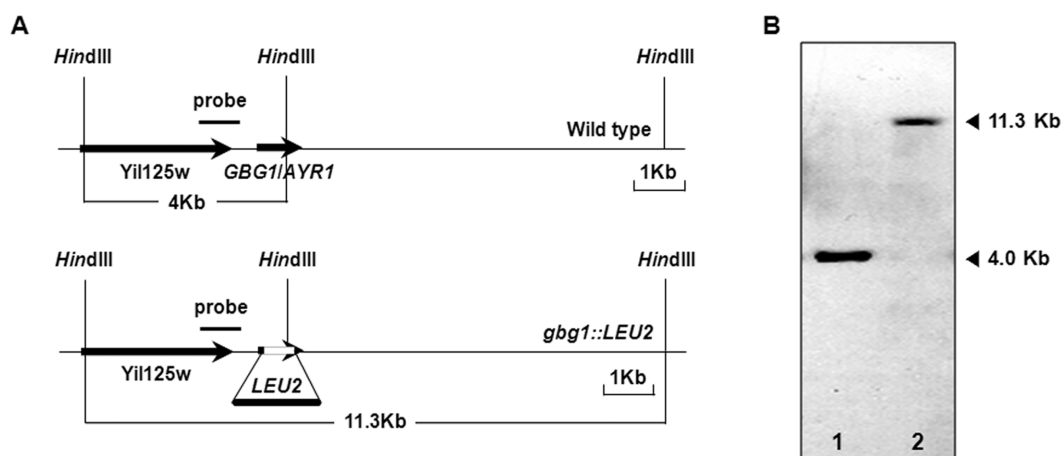 A
HindIII HindIII HindIII
probe
Wild type
Yil125w GBG1/AYR1 1Kb
4Kb
HindIII HindIII HindIII
probe
gbg1::LEU2
Yil125w LEU2 1Kb
11.3Kb
B
11.3 Kb
4.0 Kb
1 2